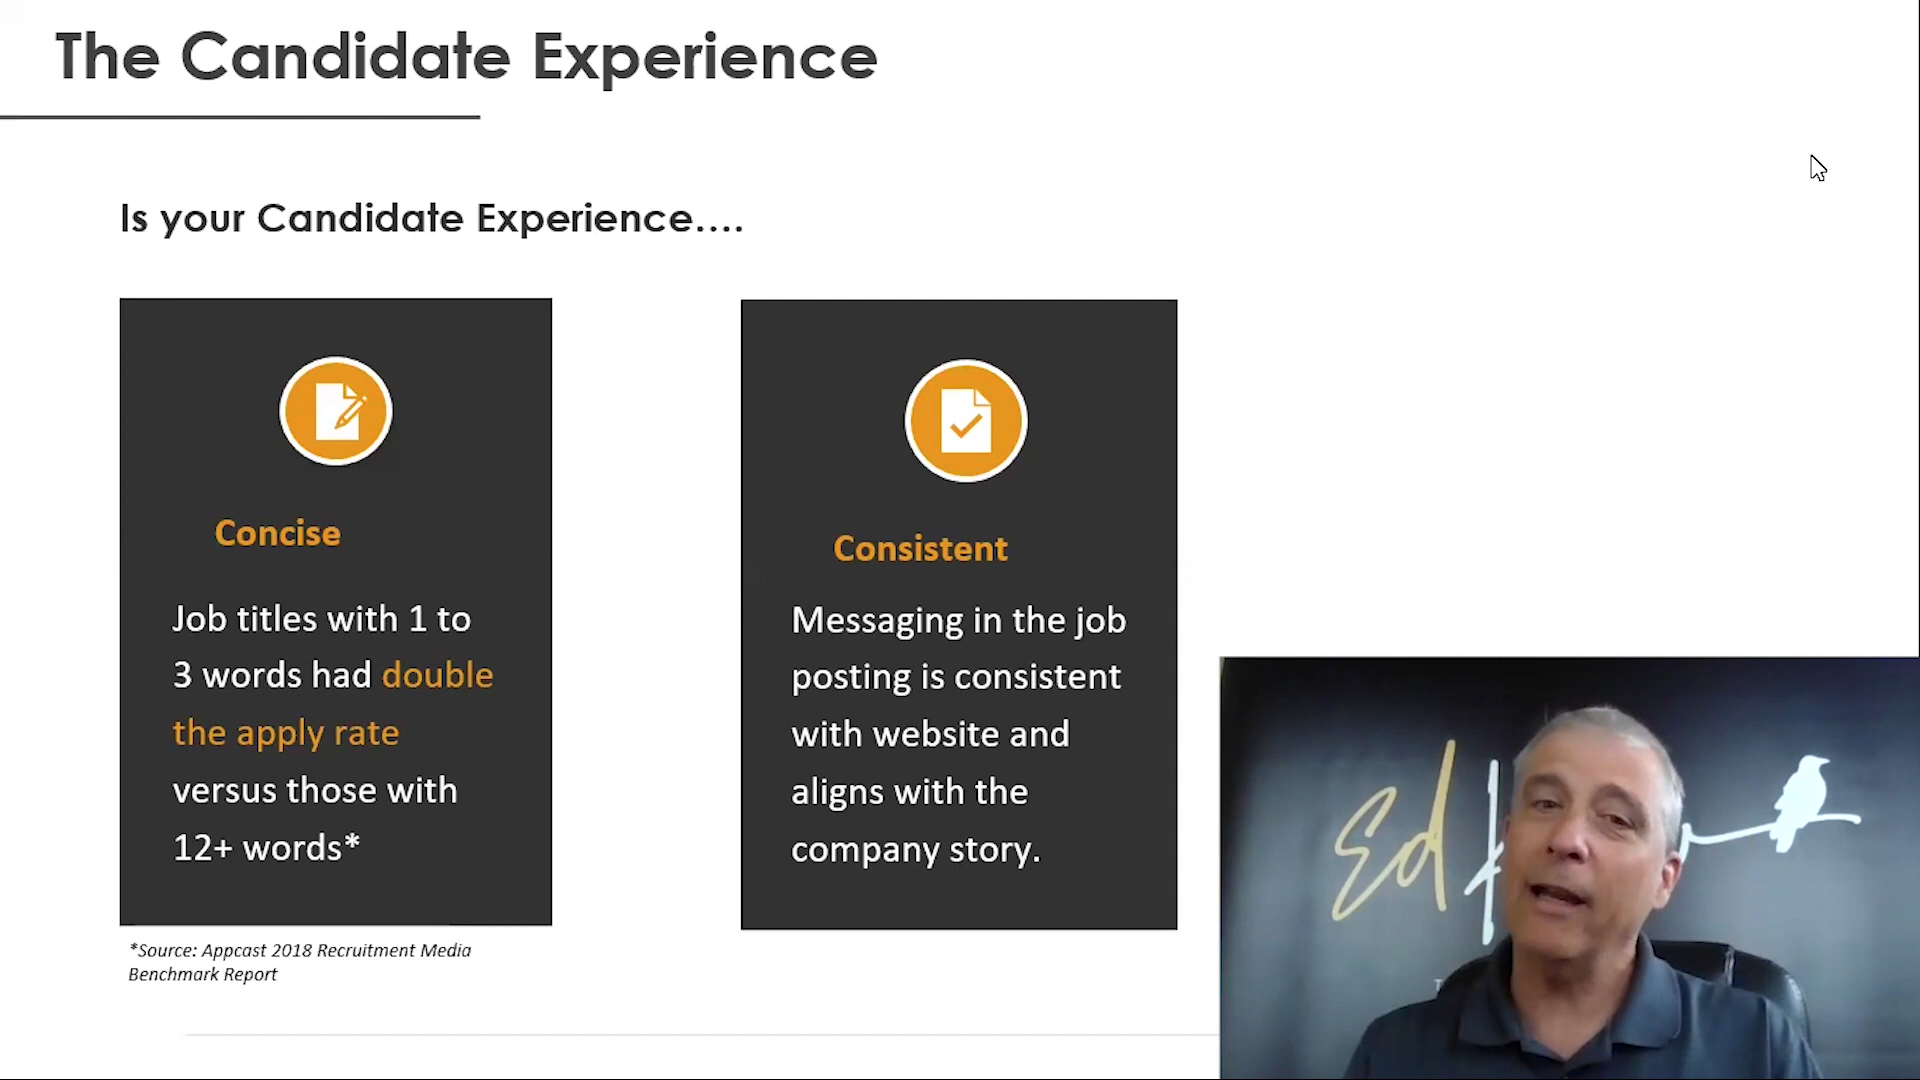 The Candidate Experience
Is your Candidate Experience....
Concise
Job titles with 1 to
3 words had double
the apply rate
versus those with
12+ words*
*Source: Appcast 2018 Recruitment Media
Benchmark Report
Consistent
Messaging in the job
posting is consistent
with website and
aligns with the
company story.
Ed